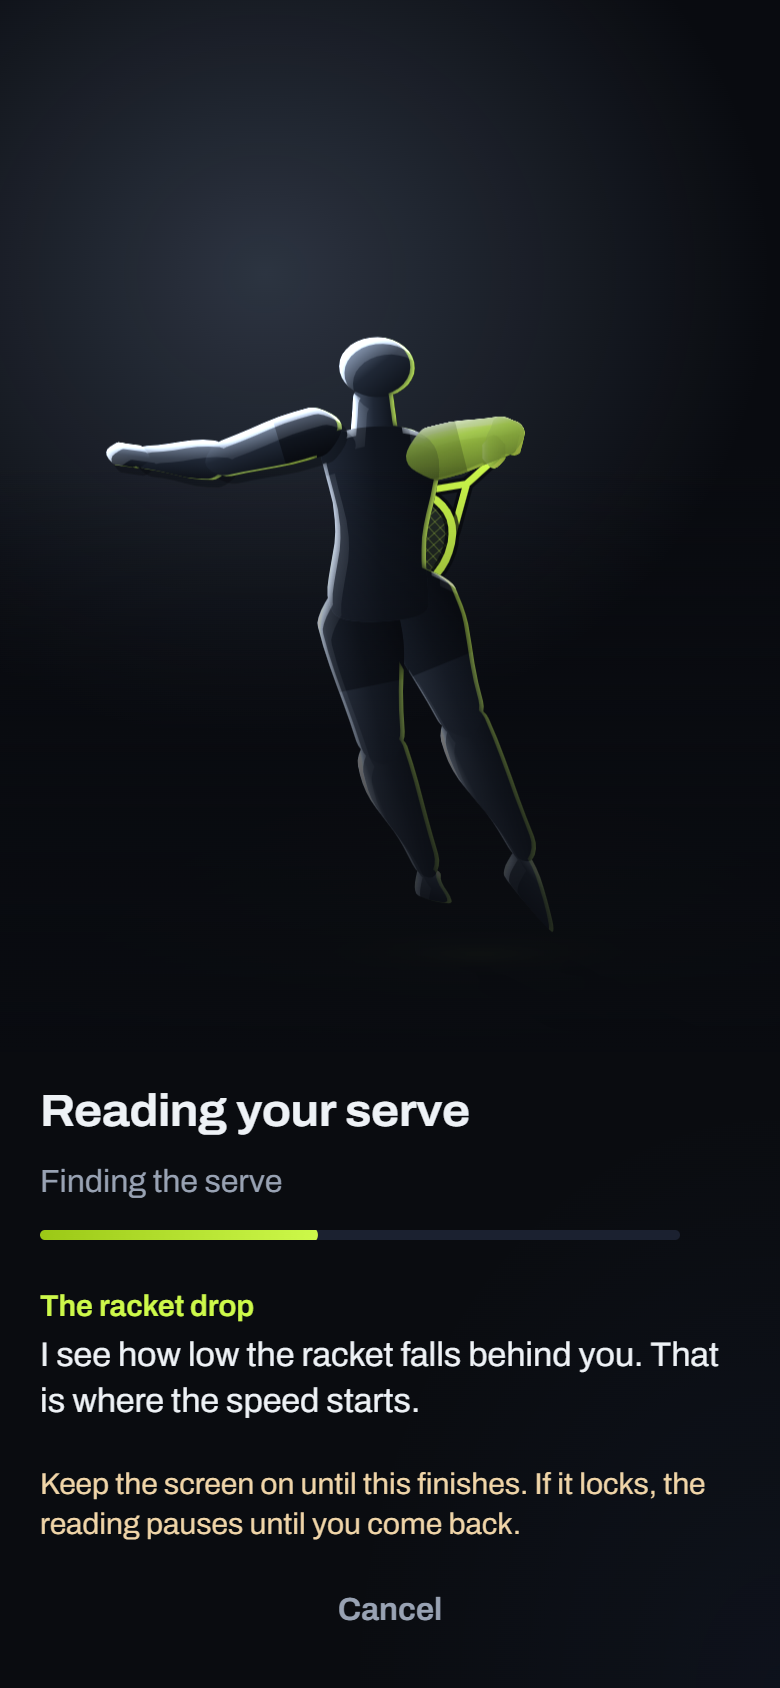 Reading your serve
Finding the serve
The racket drop
I see how low the racket falls behind you. That
is where the speed starts.
Keep the screen on until this finishes. If it locks, the
reading pauses until you come back.
Cancel